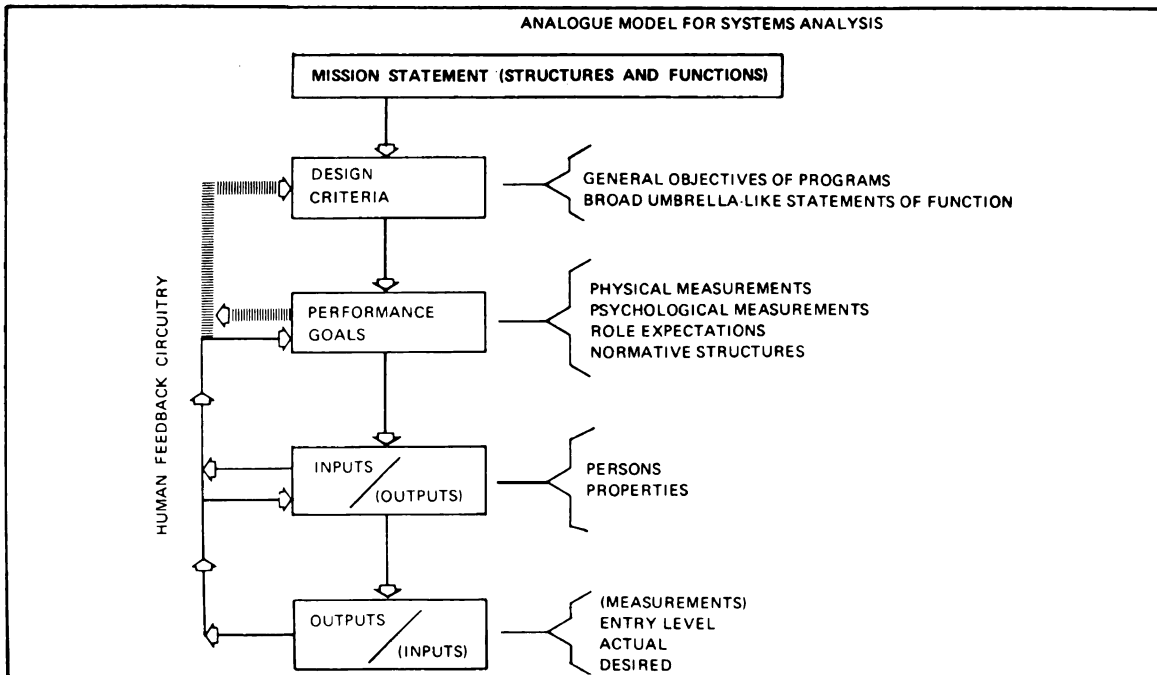 ANALOGUE MODEL FOR SYSTEMS ANALYSIS
MISSION STATEMENT (STRUCTURES AND FUNCTIONS)
DESIGN
CRITERIA
GENERAL OBJECTIVES OF PROGRAMS
BROAD UMBRELLA-LIKE STATEMENTS OF FUNCTION
HUMAN FEEDBACK CIRCUITRY
PERFORMANCE
GOALS
PHYSICAL MEASUREMENTS
PSYCHOLOGICAL MEASUREMENTS
ROLE EXPECTATIONS
NORMATIVE STRUCTURES
INPUTS
(OUTPUTS)
PERSONS
PROPERTIES
OUTPUTS
(INPUTS)
(MEASUREMENTS)
ENTRY LEVEL
ACTUAL
DESIRED